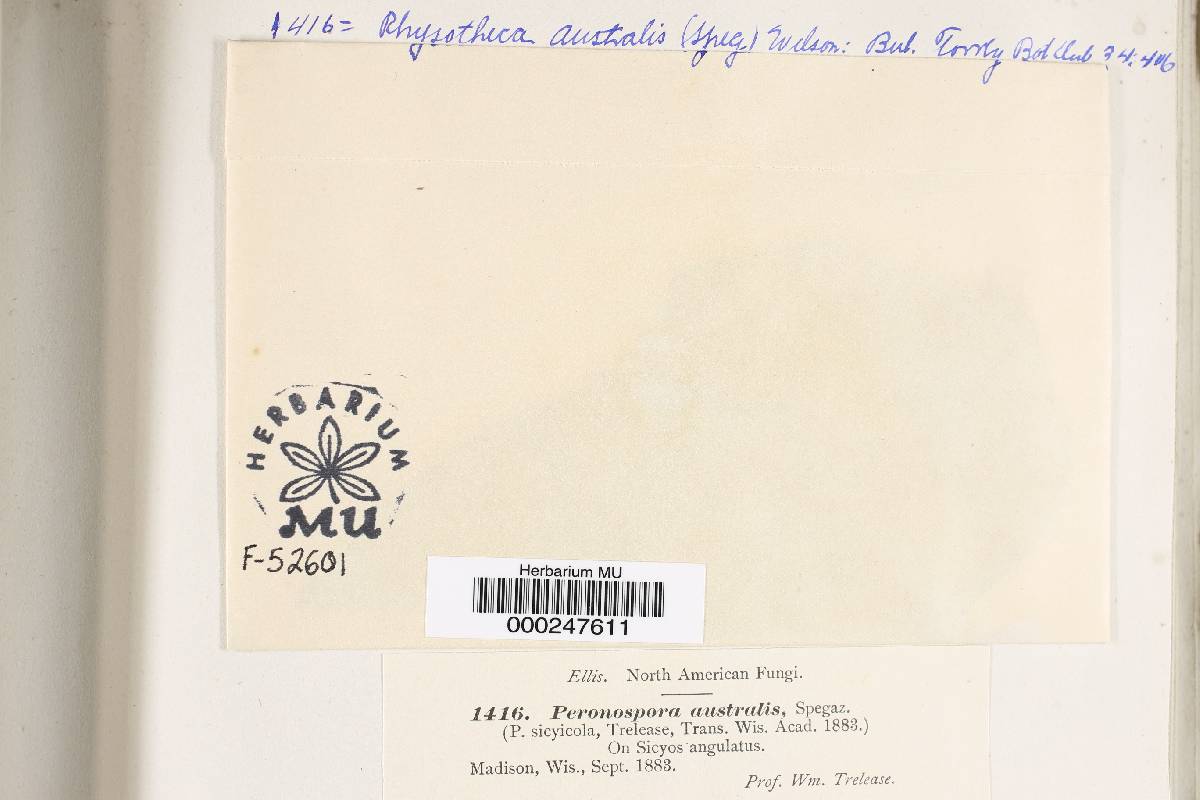 1416= Rhysotheca australis (Speg) Wilson: Bul. Torrey Bot Club 34:406
HERBARIUM
MU
F-52601
Herbarium MU
000247611
Ellis. North American Fungi.
1416. Peronospora australis, Spegaz.
(P. sicyicola, Trelease, Trans. Wis. Acad. 1883.)
On Sicyos angulatus.
Madison, Wis., Sept. 1883.
Prof. Wm. Trelease.